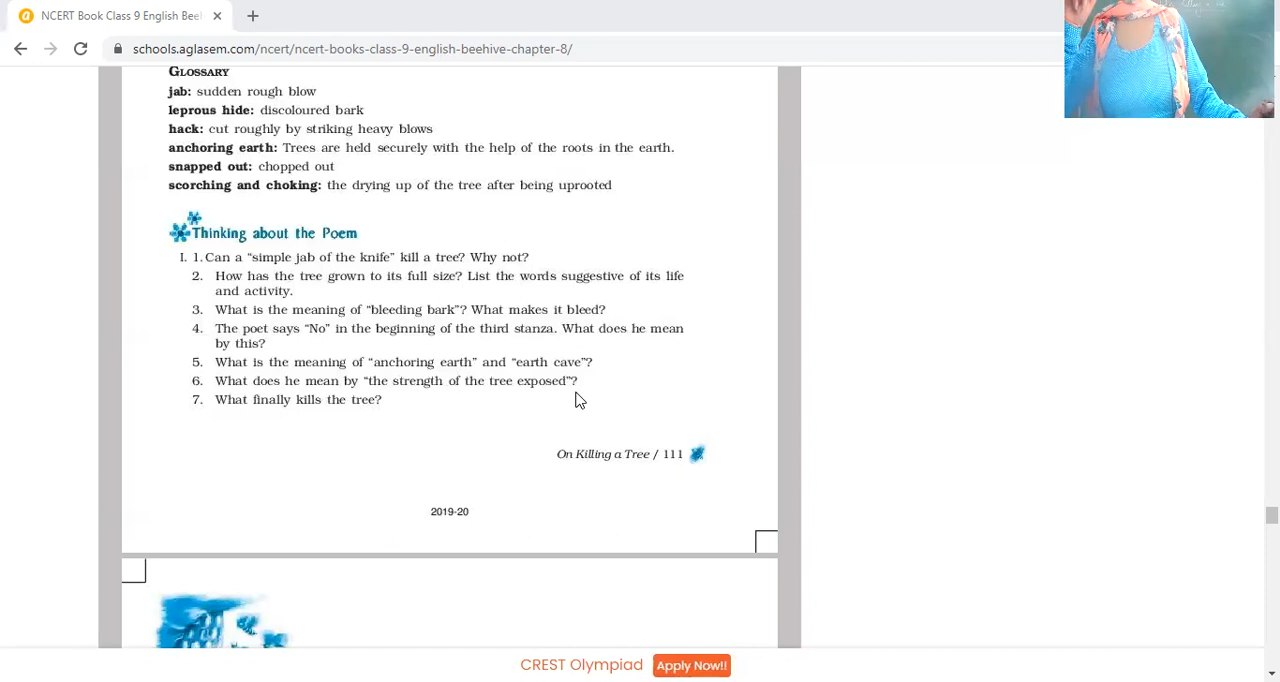 NCERT Book Class 9 English Bee
schools.aglasem.com/ncert/ncert-books-class-9-english-beehive-chapter-8/
GLOSSARY
jab: sudden rough blow
leprous hide: discoloured bark
hack: cut roughly by striking heavy blows
anchoring earth: Trees are held securely with the help of the roots in the earth.
snapped out: chopped out
scorching and choking: the drying up of the tree after being uprooted
Thinking about the Poem
I. 1. Can a “simple jab of the knife” kill a tree? Why not?
2. How has the tree grown to its full size? List the words suggestive of its life
and activity.
3. What is the meaning of “bleeding bark”? What makes it bleed?
4. The poet says “No” in the beginning of the third stanza. What does he mean
by this?
5. What is the meaning of “anchoring earth” and “earth cave”?
6. What does he mean by “the strength of the tree exposed”?
7. What finally kills the tree?
On Killing a Tree / 111
2019-20
CREST Olympiad Apply Now!!